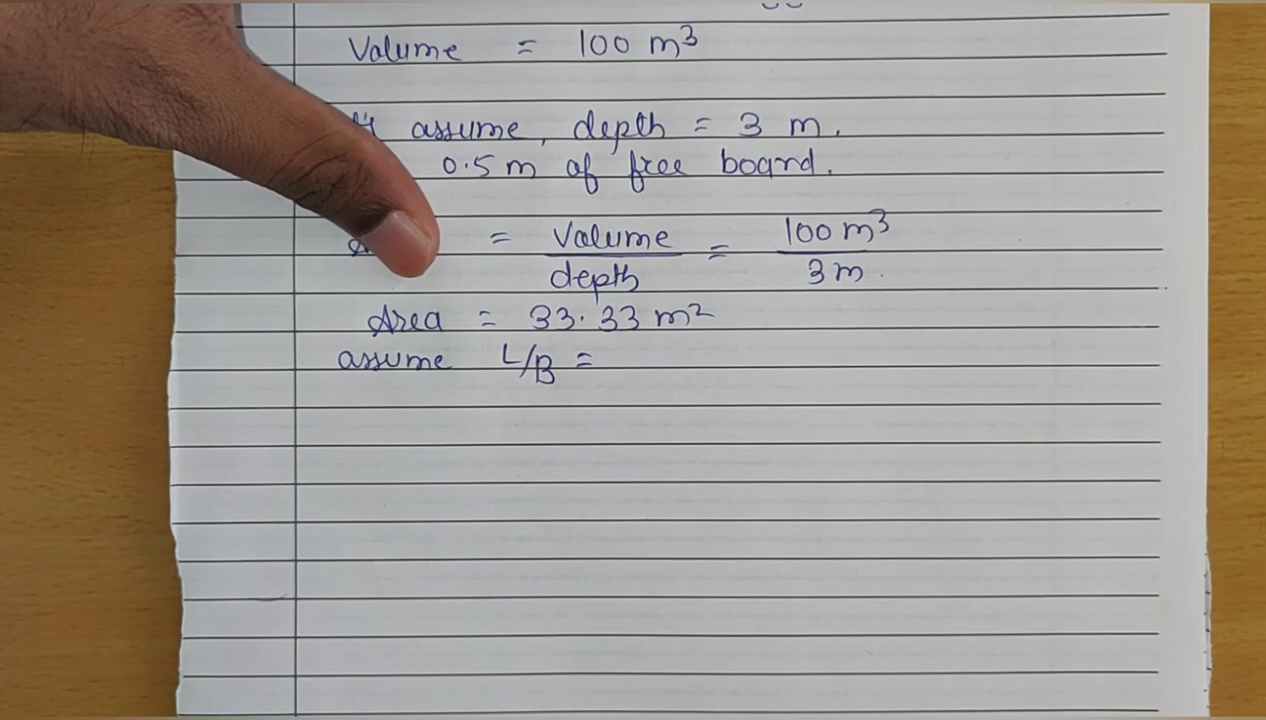 Volume = 100 m³
assume, depth = 3 m.
0.5 m of free board.
= Volume/depth = 100 m³/3 m.
Area = 33.33 m²
assume L/B =